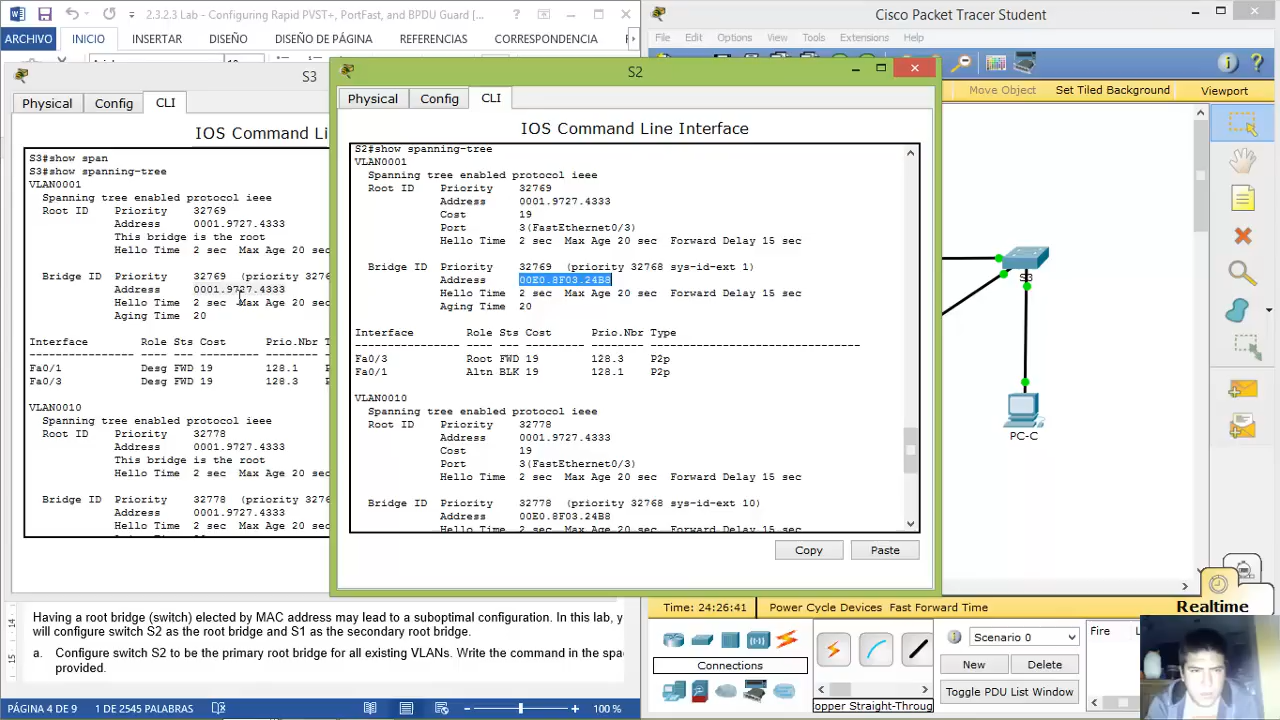 2.3.2.3 Lab - Configuring Rapid PVST+, PortFast, and BPDU Guard [...
ARCHIVO INICIO INSERTAR DISEÑO DISEÑO DE PÁGINA REFERENCIAS CORRESPONDENCIA
S3
Physical Config CLI
IOS Command Li
S3#show span
S3#show spanning-tree
VLAN0001
Spanning tree enabled protocol ieee
Root ID Priority 32769
Address 0001.9727.4333
This bridge is the root
Hello Time 2 sec Max Age 20 sec
Bridge ID Priority 32769 (priority 3276
Address 0001.9727.4333
Hello Time 2 sec Max Age 20 sec
Aging Time 20
Interface Role Sts Cost Prio.Nbr T
Fa0/1 Desg FWD 19 128.1
Fa0/3 Desg FWD 19 128.3
VLAN0010
Spanning tree enabled protocol ieee
Root ID Priority 32778
Address 0001.9727.4333
This bridge is the root
Hello Time 2 sec Max Age 20 sec
Bridge ID Priority 32778 (priority 3276
Address 0001.9727.4333
Hello Time 2 sec Max Age 20 sec
S2
Physical Config CLI
IOS Command Line Interface
S2#show spanning-tree
VLAN0001
Spanning tree enabled protocol ieee
Root ID Priority 32769
Address 0001.9727.4333
Cost 19
Port 3(FastEthernet0/3)
Hello Time 2 sec Max Age 20 sec Forward Delay 15 sec
Bridge ID Priority 32769 (priority 32768 sys-id-ext 1)
Address 00E0.8F03.24B8
Hello Time 2 sec Max Age 20 sec Forward Delay 15 sec
Aging Time 20
Interface Role Sts Cost Prio.Nbr Type
Fa0/3 Root FWD 19 128.3 P2p
Fa0/1 Altn BLK 19 128.1 P2p
VLAN0010
Spanning tree enabled protocol ieee
Root ID Priority 32778
Address 0001.9727.4333
Cost 19
Port 3(FastEthernet0/3)
Hello Time 2 sec Max Age 20 sec Forward Delay 15 sec
Bridge ID Priority 32778 (priority 32768 sys-id-ext 10)
Address 00E0.8F03.24B8
Hello Time 2 sec Max Age 20 sec Forward Delay 15 sec
Copy Paste
Cisco Packet Tracer Student
File Edit Options View Tools Extensions Help
Move Object Set Tiled Background Viewport
S3
PC-C
Realtime
Time: 24:26:41 Power Cycle Devices Fast Forward Time
Scenario 0 Fire
Connections
New Delete
Toggle PDU List Window
opper Straight-Throug
14
15
Having a root bridge (switch) elected by MAC address may lead to a suboptimal configuration. In this lab, y
will configure switch S2 as the root bridge and S1 as the secondary root bridge.
a. Configure switch S2 to be the primary root bridge for all existing VLANs. Write the command in the spa
provided.
PÁGINA 4 DE 9 1 DE 2545 PALABRAS 100 %